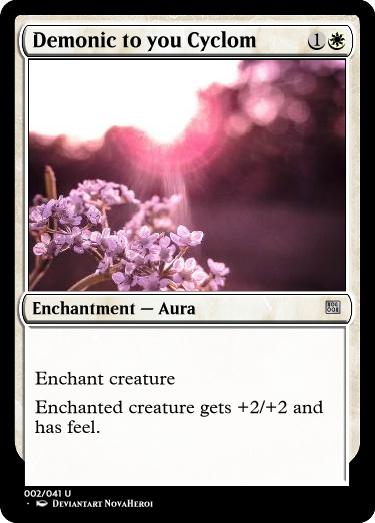 Demonic to you Cyclom 1
Enchantment — Aura
Enchant creature
Enchanted creature gets +2/+2 and
has feel.
002/041 U
· Deviantart NovaHeroi